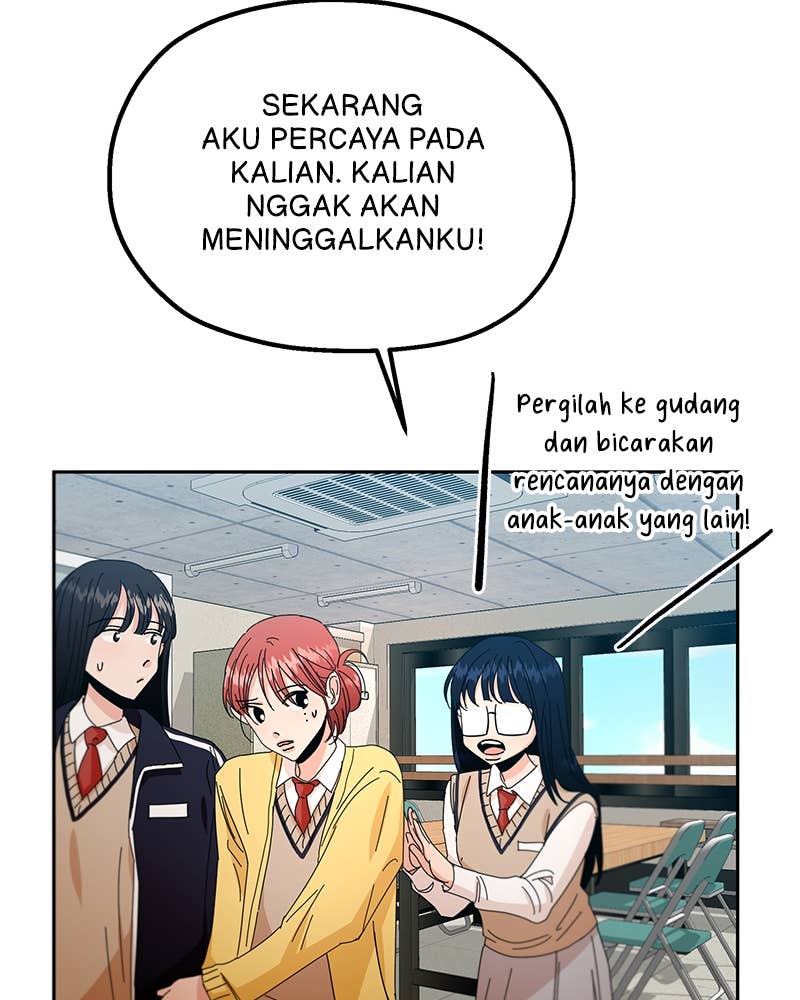 SEKARANG
AKU PERCAYA PADA
KALIAN. KALIAN
NGGAK AKAN
MENINGGALKANKU!
Pergilah ke gudang
dan bicarakan
rencananya dengan
anak-anak yang lain!